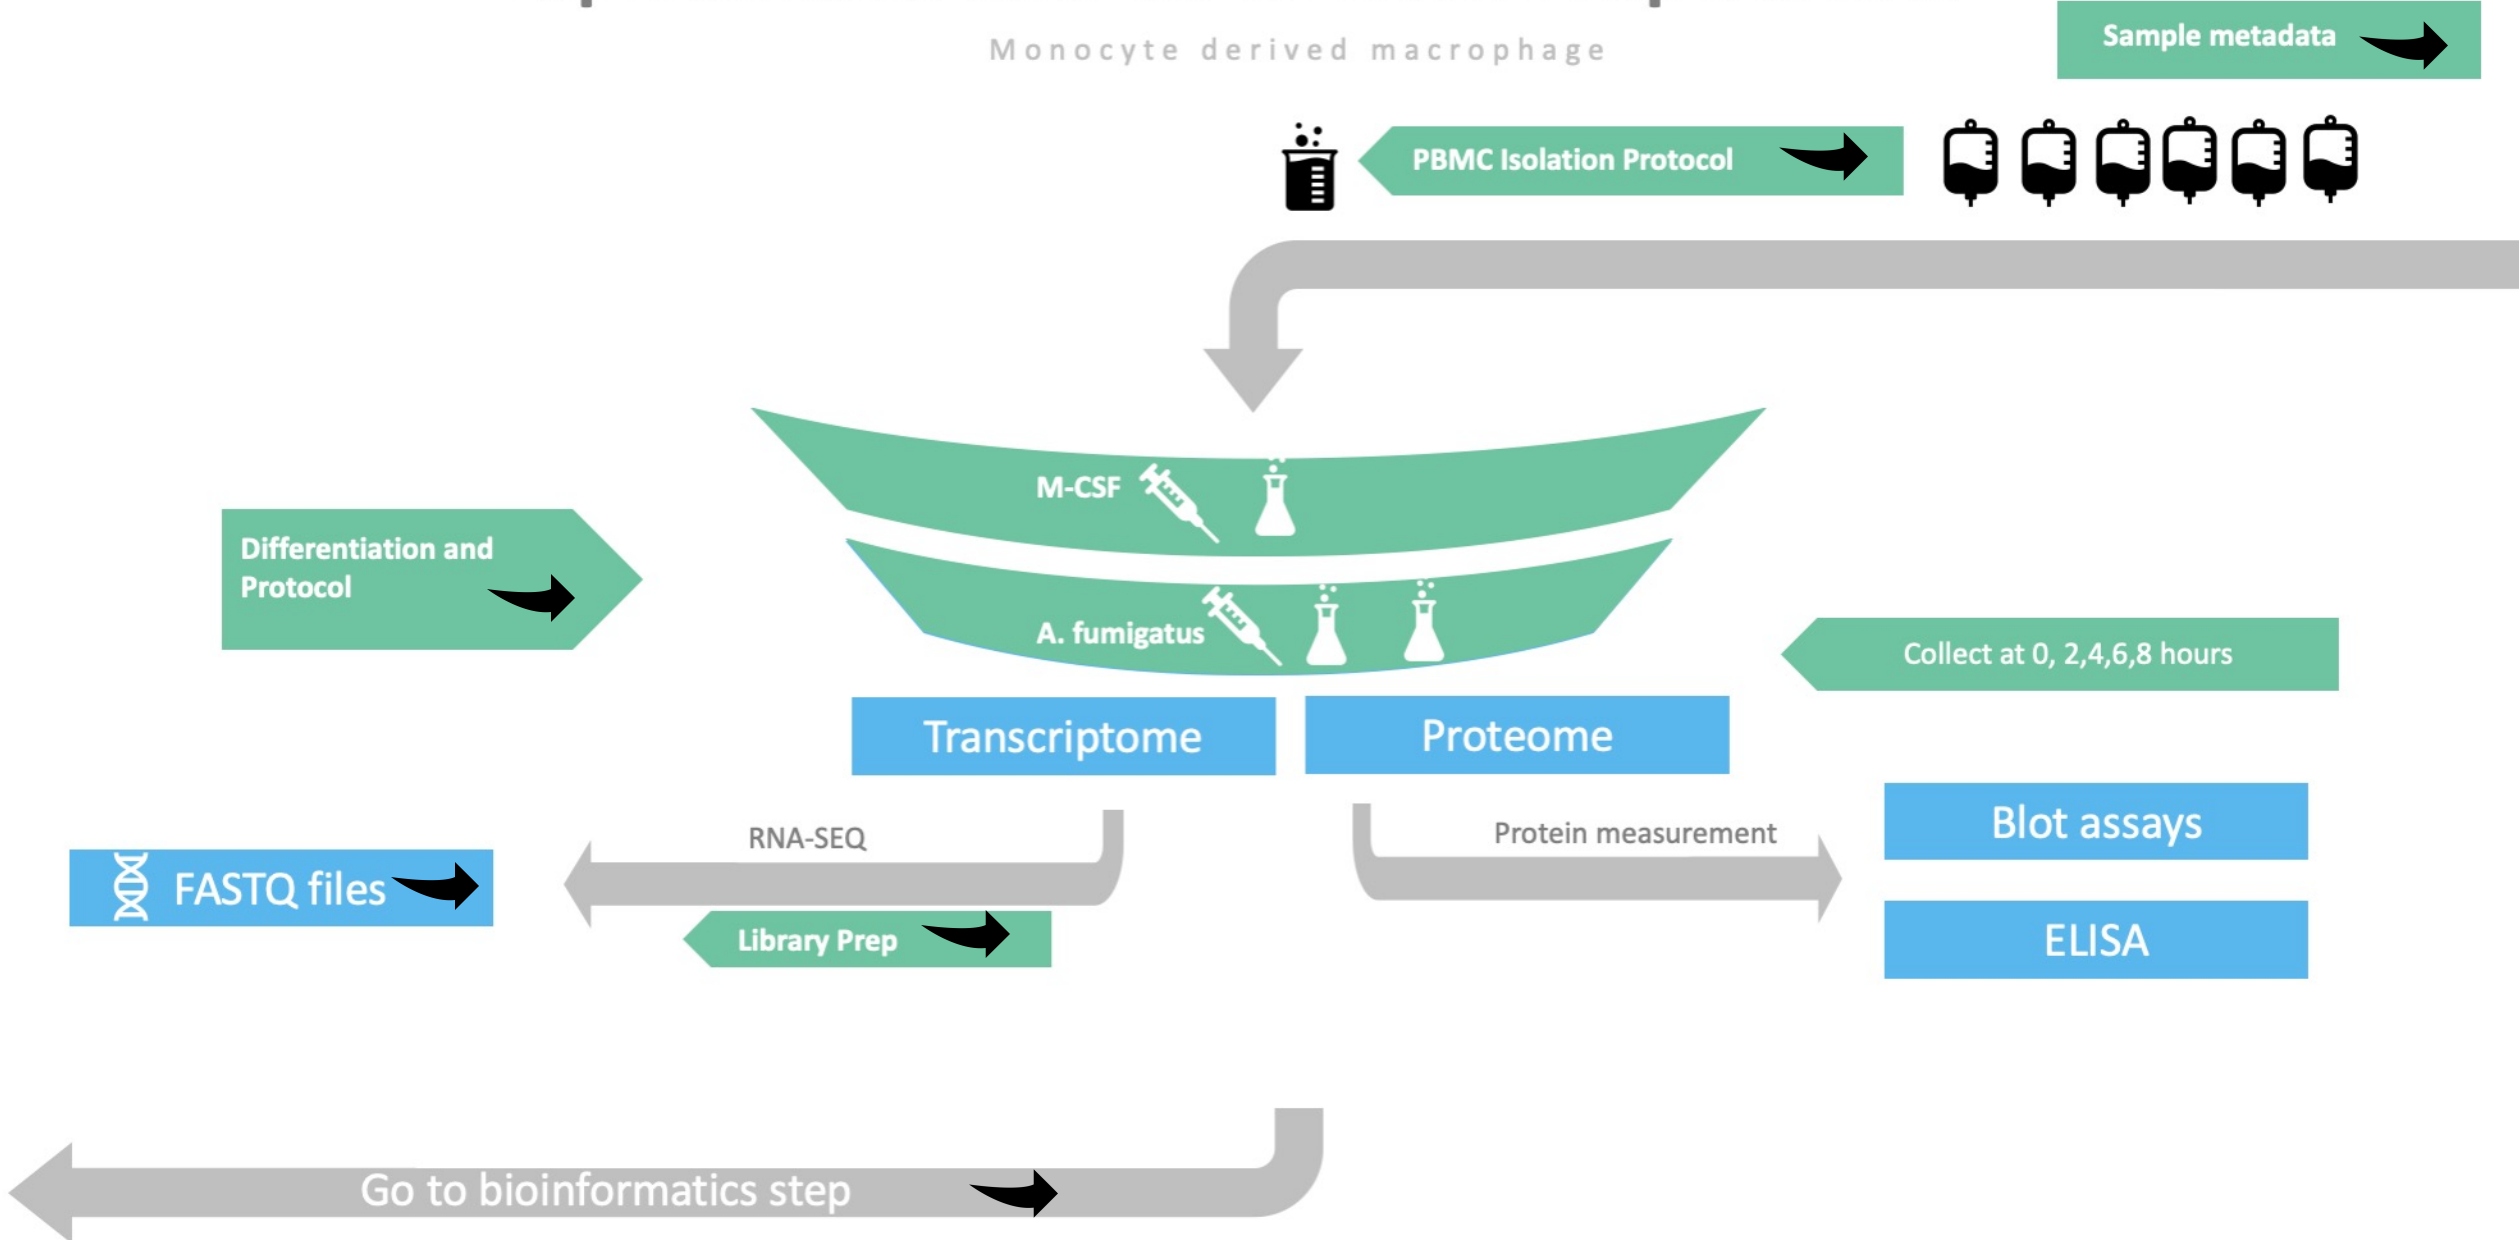 Monocyte derived macrophage
Sample metadata
PBMC Isolation Protocol
M-CSF
Differentiation and
Protocol
A. fumigatus
Collect at 0, 2,4,6,8 hours
Transcriptome
Proteome
Blot assays
RNA-SEQ
Protein measurement
FASTQ files
Library Prep
ELISA
Go to bioinformatics step